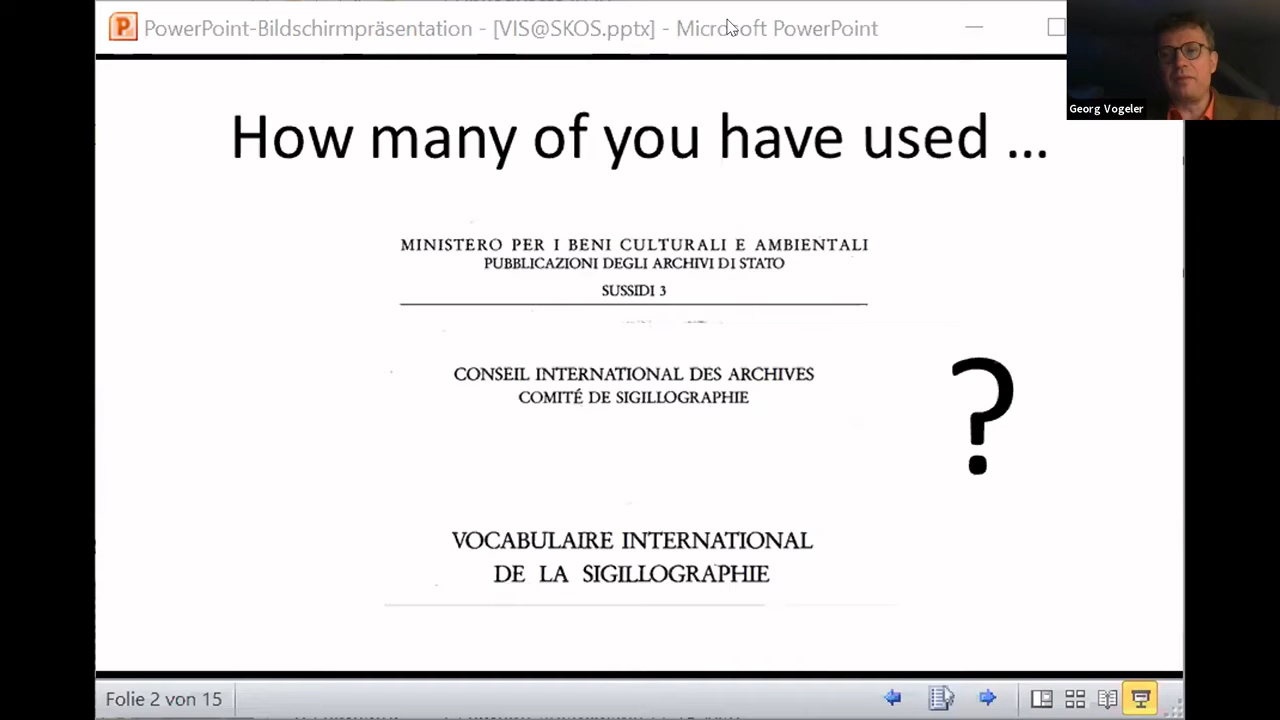 PowerPoint-Bildschirmpräsentation - [VIS@SKOS.pptx] - Microsoft PowerPoint
Georg Vogeler
How many of you have used ...
MINISTERO PER I BENI CULTURALI E AMBIENTALI
PUBBLICAZIONI DEGLI ARCHIVI DI STATO
SUSSIDI 3
CONSEIL INTERNATIONAL DES ARCHIVES
COMITÉ DE SIGILLOGRAPHIE
?
VOCABULAIRE INTERNATIONAL
DE LA SIGILLOGRAPHIE
Folie 2 von 15